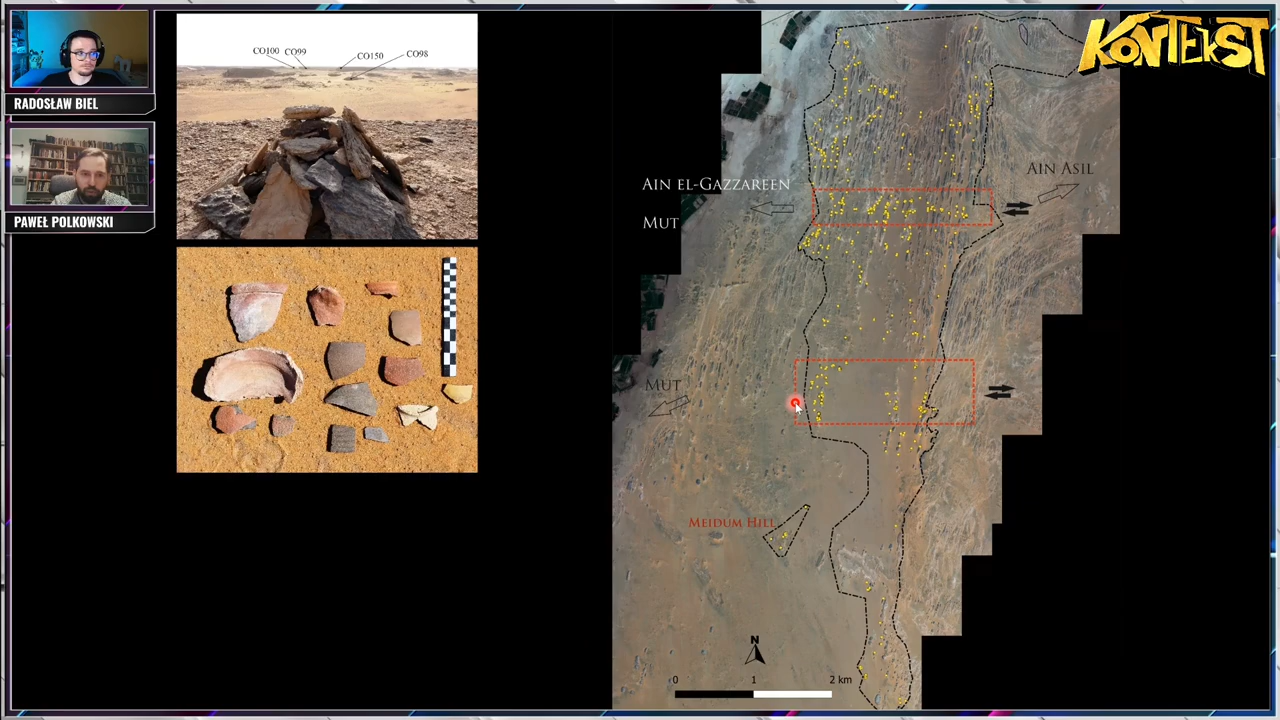 RADOSŁAW BIEL
PAWEŁ POLKOWSKI
CO100 CO99
CO150
CO98
KONTEKST
AIN EL-GAZZAREEN
MUT
AIN ASIL
MUT
MEIDUM HILL
N
0 1 2 km